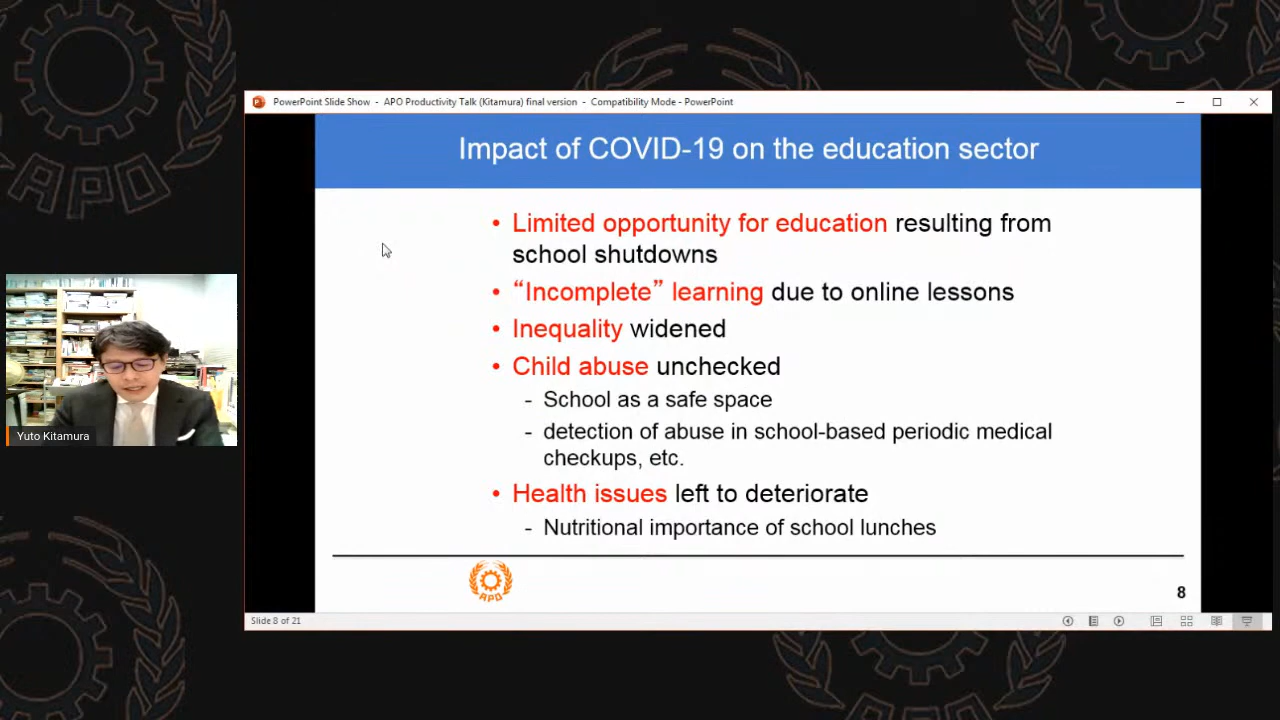 APO
PowerPoint Slide Show - APO Productivity Talk (Kitamura) final version - Compatibility Mode - PowerPoint
Impact of COVID-19 on the education sector
• Limited opportunity for education resulting from
school shutdowns
• “Incomplete” learning due to online lessons
• Inequality widened
• Child abuse unchecked
- School as a safe space
- detection of abuse in school-based periodic medical
checkups, etc.
• Health issues left to deteriorate
- Nutritional importance of school lunches
Yuto Kitamura
APO
8
Slide 8 of 21